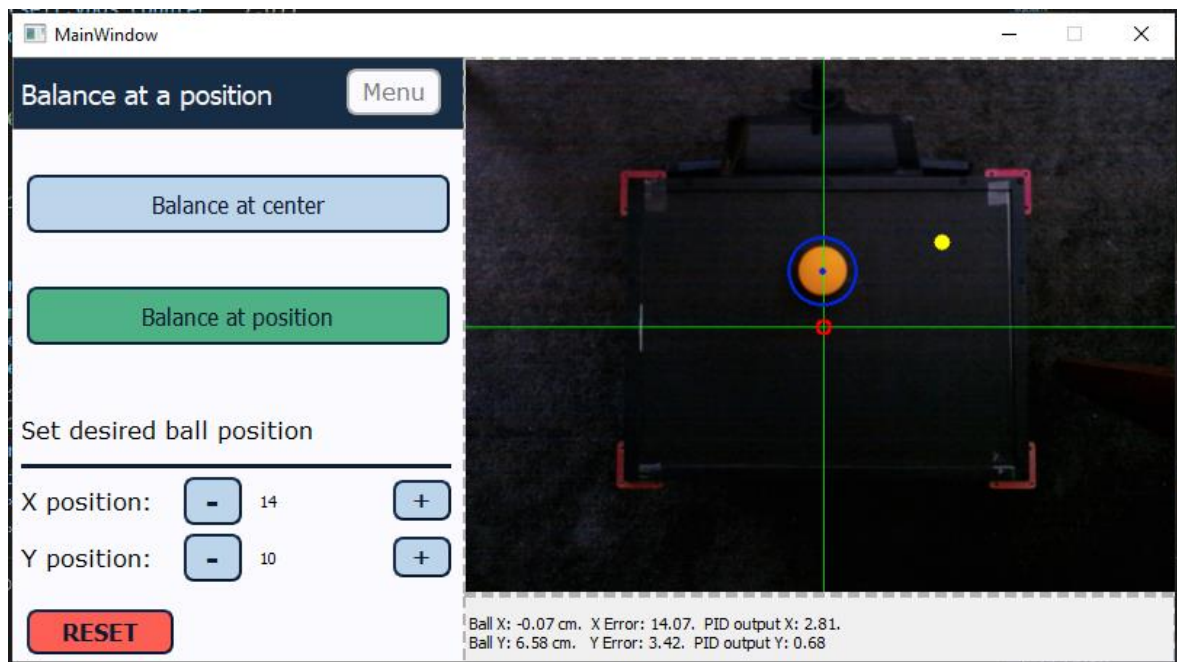 MainWindow
Balance at a position
Menu
Balance at center
Balance at position
Set desired ball position
X position: - 14 +
Y position: - 10 +
RESET
Ball X: -0.07 cm. X Error: 14.07. PID output X: 2.81.
Ball Y: 6.58 cm. Y Error: 3.42. PID output Y: 0.68